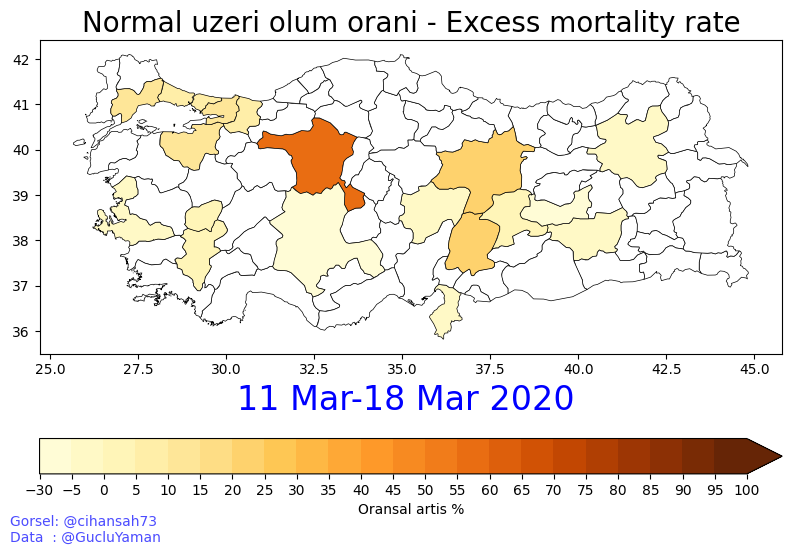 Normal uzeri olum orani - Excess mortality rate
42
41
40
39
38
37
36
25.0 27.5 30.0 32.5 35.0 37.5 40.0 42.5 45.0
11 Mar-18 Mar 2020
−30 −5 0 5 10 15 20 25 30 35 40 45 50 55 60 65 70 75 80 85 90 95 100
Oransal artis %
Gorsel: @cihansah73
Data : @GucluYaman